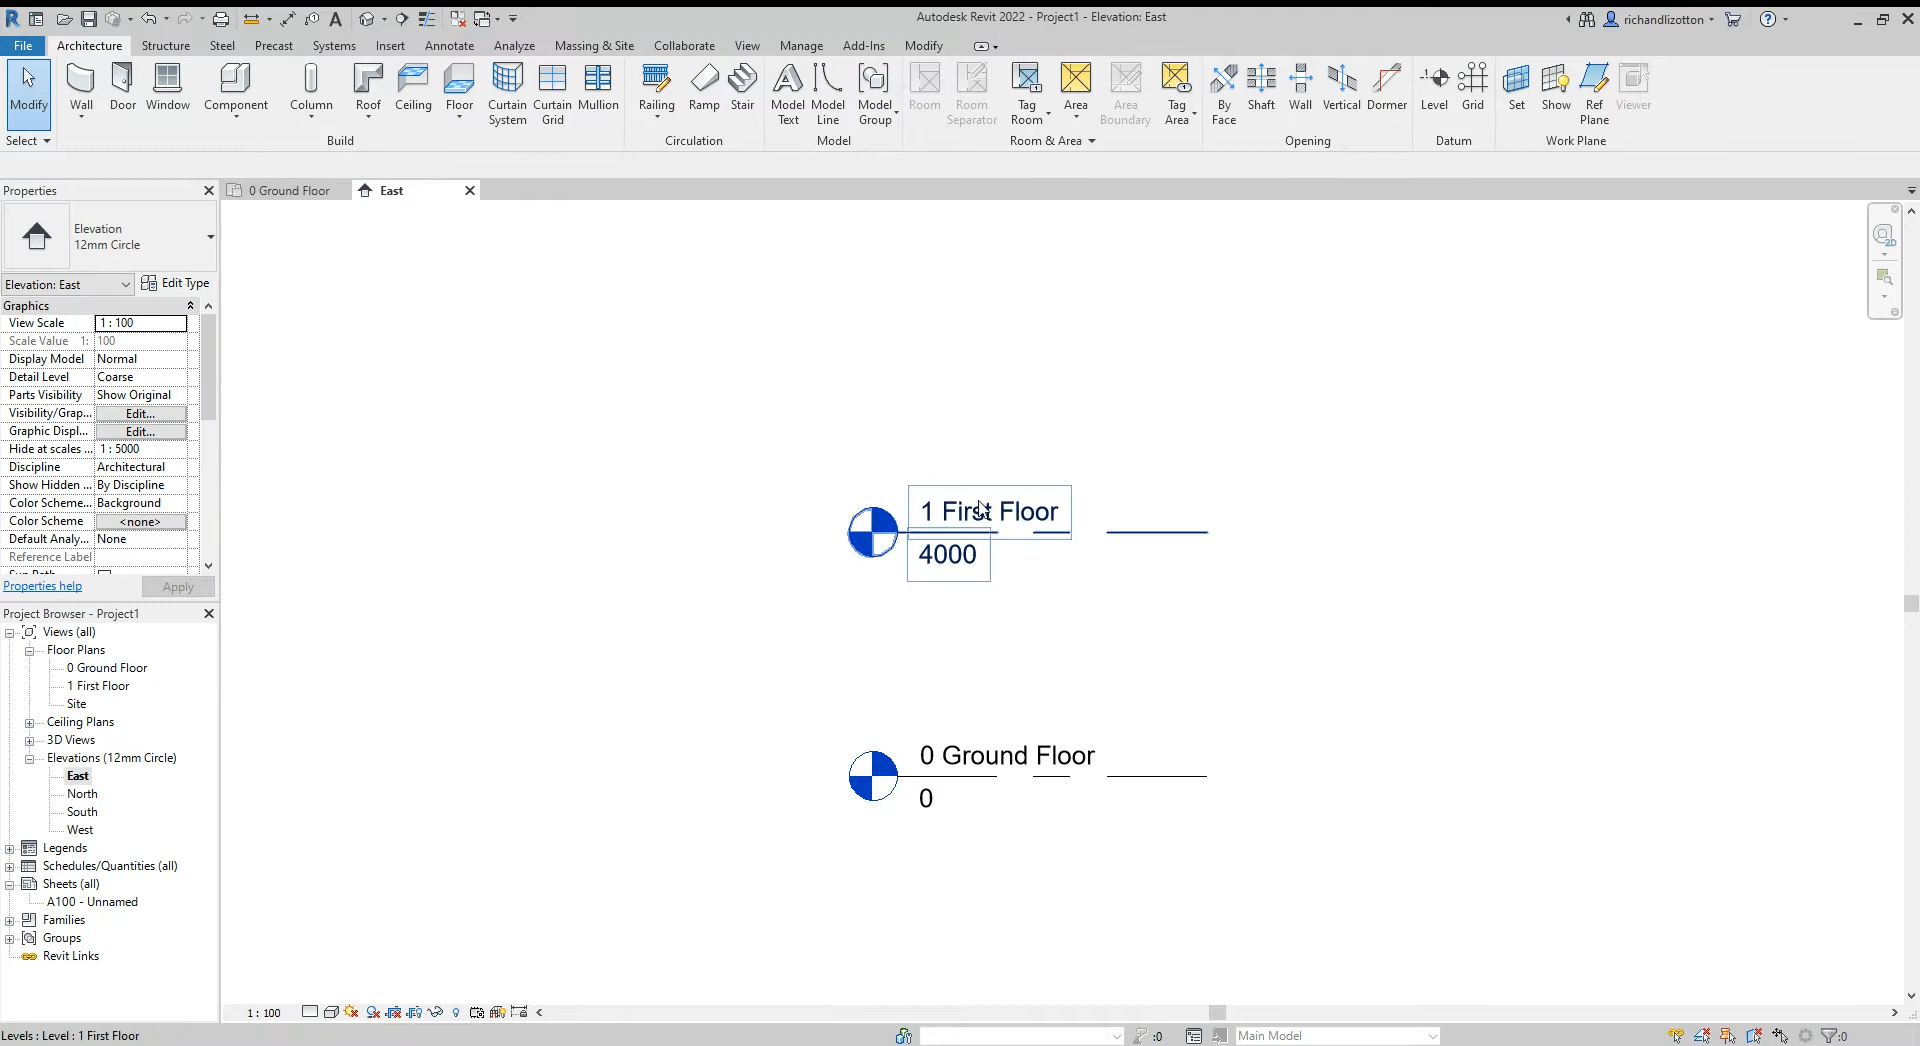 Autodesk Revit 2022 - Project1 - Elevation: East
richandlizotton
File Architecture Structure Steel Precast Systems Insert Annotate Analyze Massing & Site Collaborate View Manage Add-Ins Modify
Modify Wall Door Window Component Column Roof Ceiling Floor Curtain System Curtain Grid Mullion Railing Ramp Stair Model Text Model Line Model Group Room Room Separator Tag Room Area Area Boundary Tag Area By Face Shaft Wall Vertical Dormer Level Grid Set Show Ref Plane Viewer
Select Build Circulation Model Room & Area Opening Datum Work Plane
Properties
0 Ground Floor
East
Elevation
12mm Circle
Elevation: East
Edit Type
Graphics
View Scale 1 : 100
Scale Value 1: 100
Display Model Normal
Detail Level Coarse
Parts Visibility Show Original
Visibility/Grap... Edit...
Graphic Displ... Edit...
Hide at scales ... 1 : 5000
Discipline Architectural
Show Hidden ... By Discipline
Color Scheme... Background
Color Scheme <none>
Default Analy... None
Reference Label
Properties help Apply
Project Browser - Project1
Views (all)
Floor Plans
0 Ground Floor
1 First Floor
Site
Ceiling Plans
3D Views
Elevations (12mm Circle)
East
North
South
West
Legends
Schedules/Quantities (all)
Sheets (all)
A100 - Unnamed
Families
Groups
Revit Links
1 First Floor
4000
0 Ground Floor
0
2D
1 : 100
Levels : Level : 1 First Floor
:0
Main Model
:0